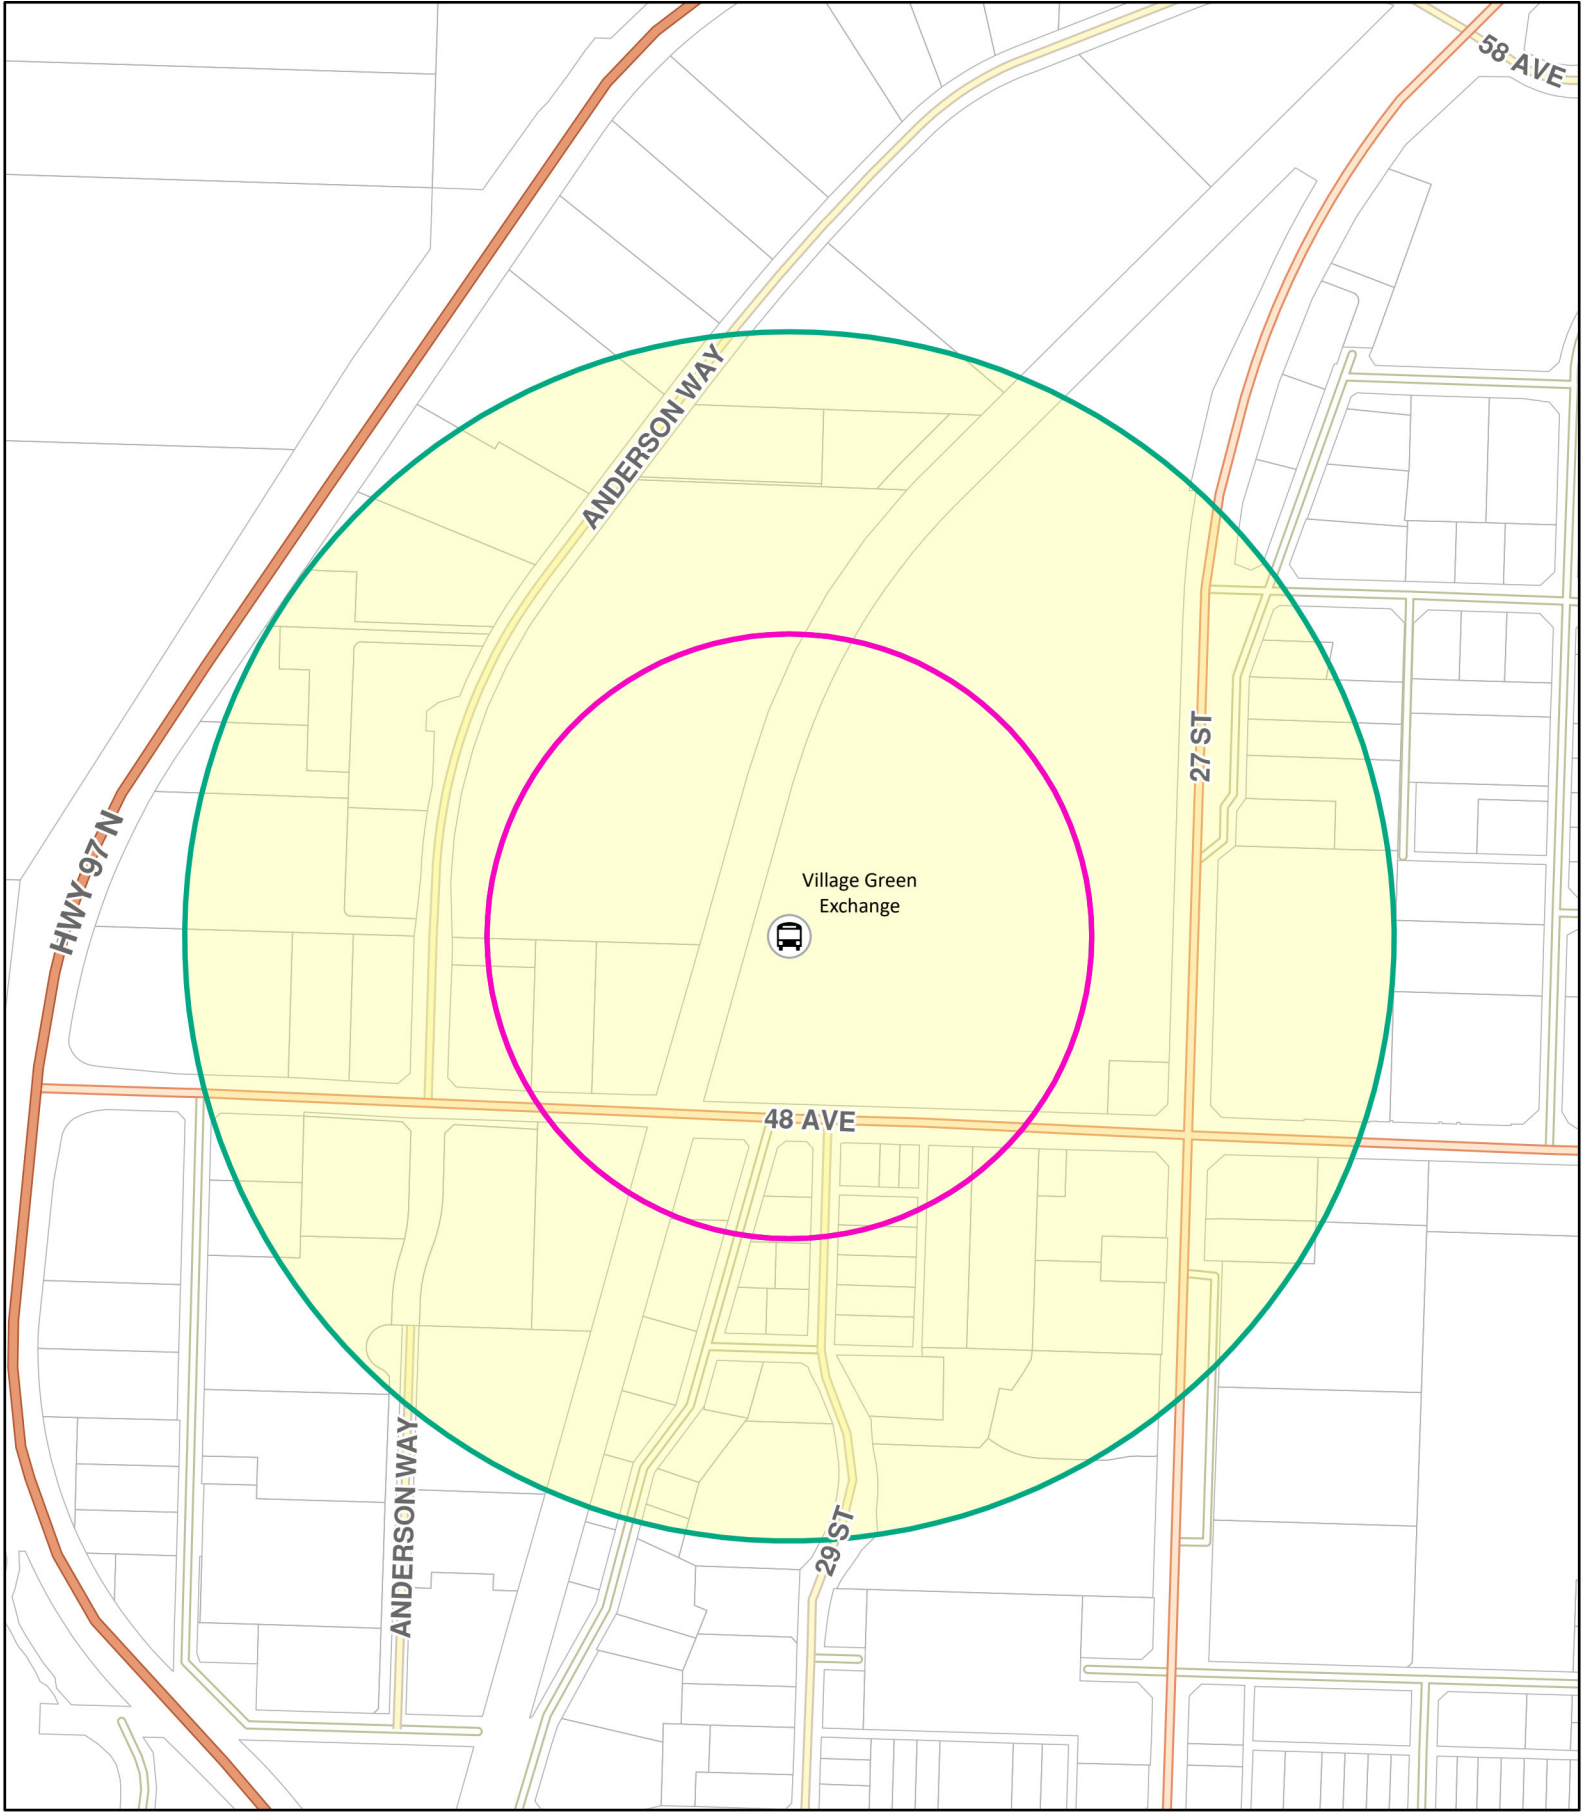 58 AVE
ANDERSON WAY
27 ST
HWY 97 N
Village Green
Exchange
48 AVE
ANDERSON WAY
29 ST